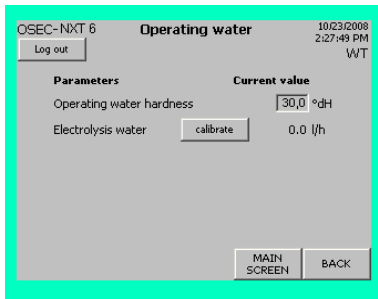 OSEC-NXT 6 Operating water 10/23/2008
2:27:49 PM
Log out WT
Parameters Current value
Operating water hardness 30,0 °dH
Electrolysis water calibrate 0.0 l/h
MAIN SCREEN BACK